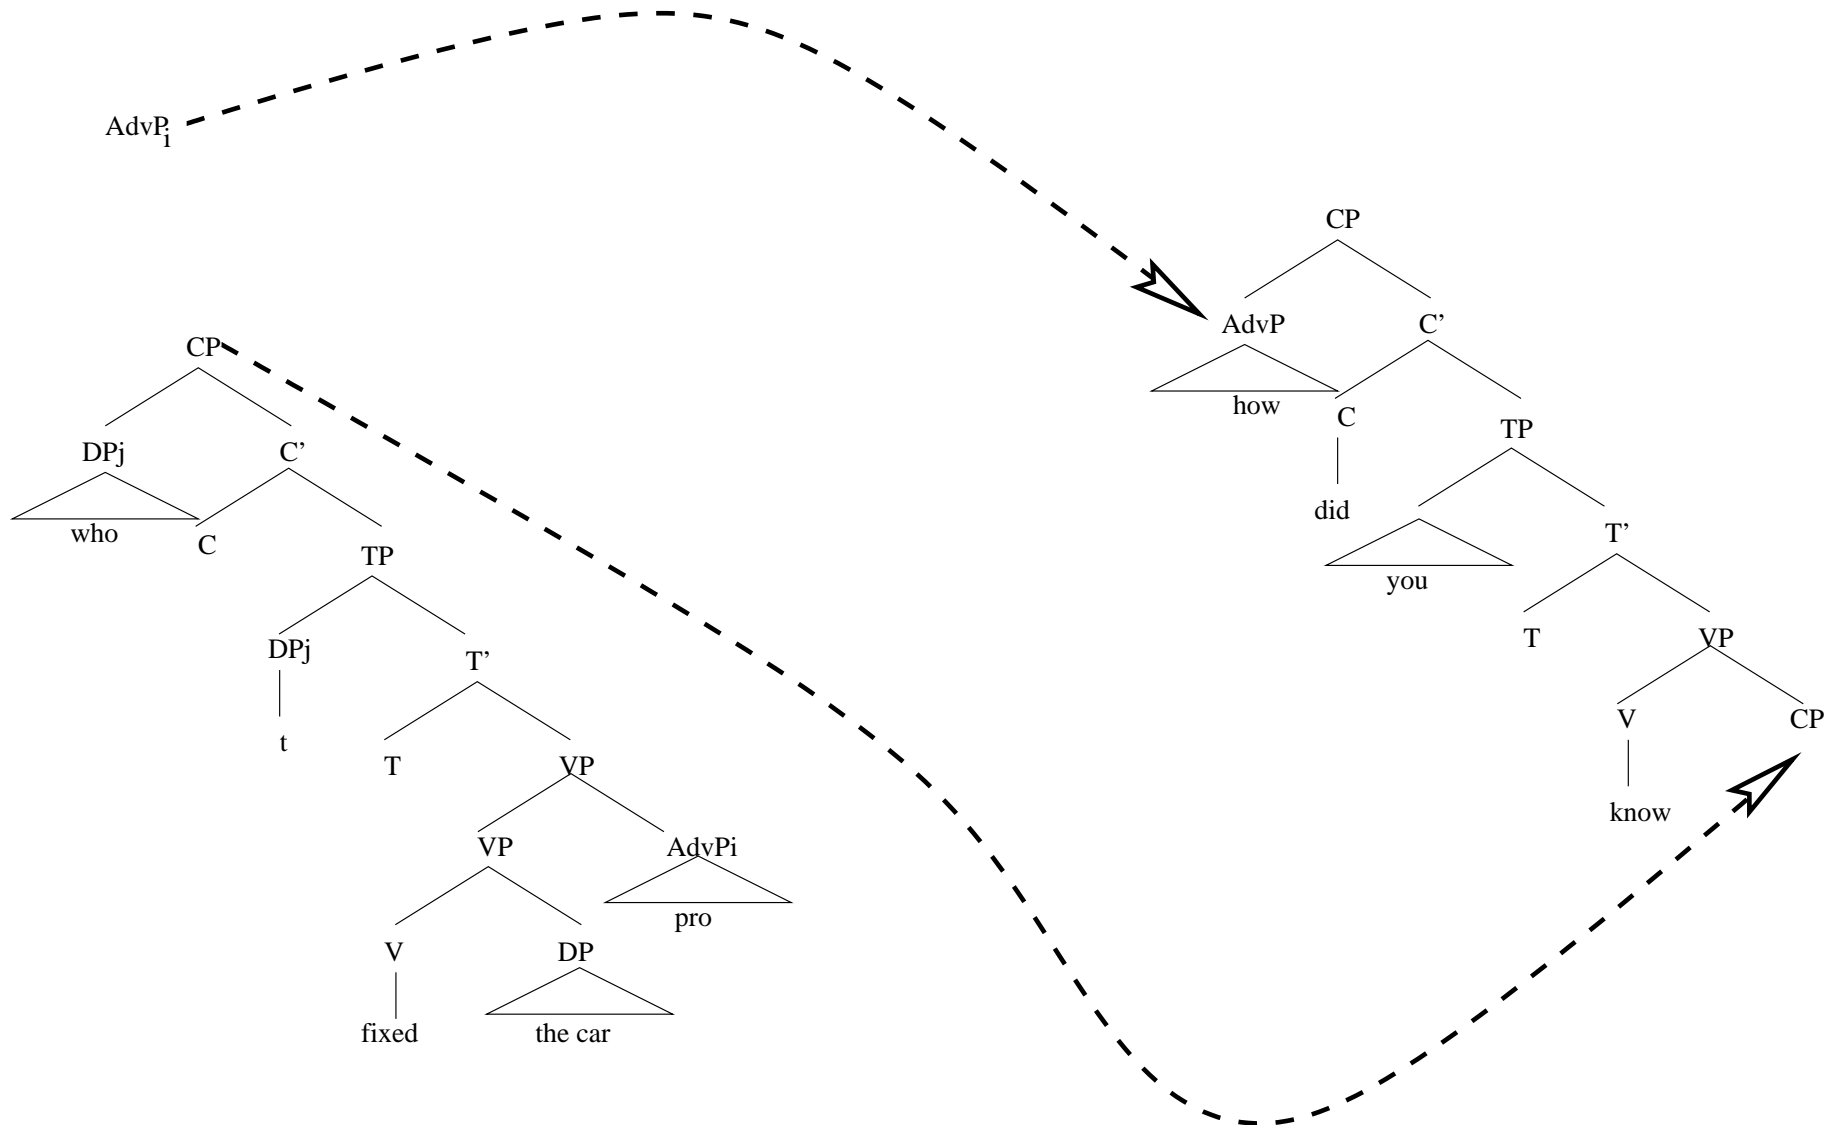 AdvPi
CP
CP
AdvP C’
how
C
TP
did
T’
you
T
VP
V
CP
know
DPj C’
who
C
TP
DPj
T’
t
T
VP
VP
AdvPi
pro
V
DP
fixed
the car